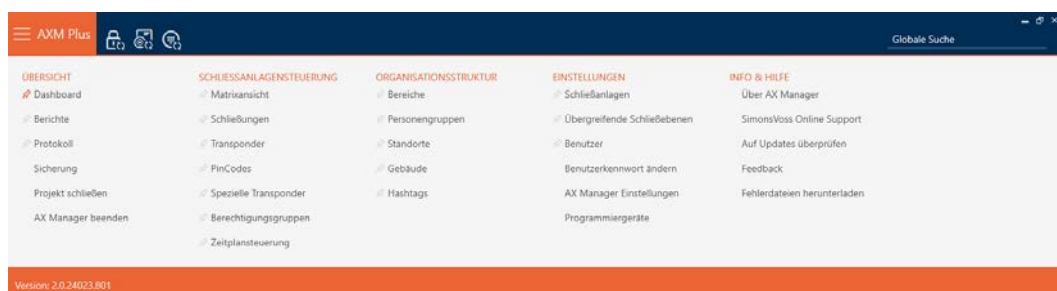 AXM Plus
Globale Suche
ÜBERSICHT
Dashboard
Berichte
Protokoll
Sicherung
Projekt schließen
AX Manager beenden
SCHLIESSANLAGENSTEUERUNG
Matrixansicht
Schließungen
Transponder
PinCodes
Spezielle Transponder
Berechtigungsgruppen
Zeitplansteuerung
ORGANISATIONSSTRUKTUR
Bereiche
Personengruppen
Standorte
Gebäude
Hashtags
EINSTELLUNGEN
Schließanlagen
Übergreifende Schließebenen
Benutzer
Benutzerkennwort ändern
AX Manager Einstellungen
Programmiergeräte
INFO & HILFE
Über AX Manager
SimonsVoss Online Support
Auf Updates überprüfen
Feedback
Fehlerdateien herunterladen
Version: 2.0.24023.801